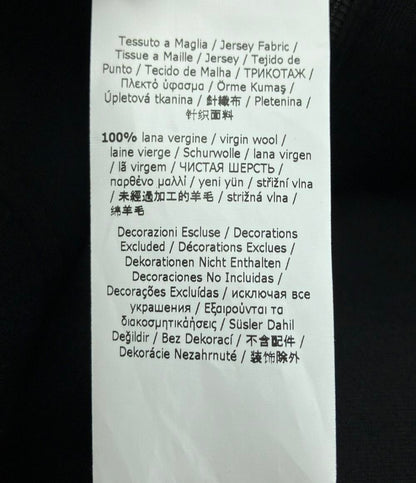 Tessuto a Maglia / Jersey Fabric /
Tissue a Maille / Jersey / Tejido de
Punto / Tecido de Malha / ТРИКОТАЖ /
Πλεκτό ύφασμα / Örme Kumaş /
Úpletová tkanina / 針織布 / Pletenina /
针织面料
100% lana vergine / virgin wool /
laine vierge / Schurwolle / lana virgen
/ lã virgem / ЧИСТАЯ ШЕРСТЬ /
παρθένο μαλλί / yeni yün / střižní vlna
/ 未經過加工的羊毛 / strižná vlna /
绵羊毛
Decorazioni Escluse / Decorations
Excluded / Décorations Exclues /
Dekorationen Nicht Enthalten /
Decoraciones No Incluidas /
Decorações Excluídas / исключая все
украшения / Εξαιρούνται τα
διακοσμητικάήσεις / Süsler Dahil
Değildir / Bez Dekorací / 不含配件 /
Dekorácie Nezahrnuté / 装饰除外